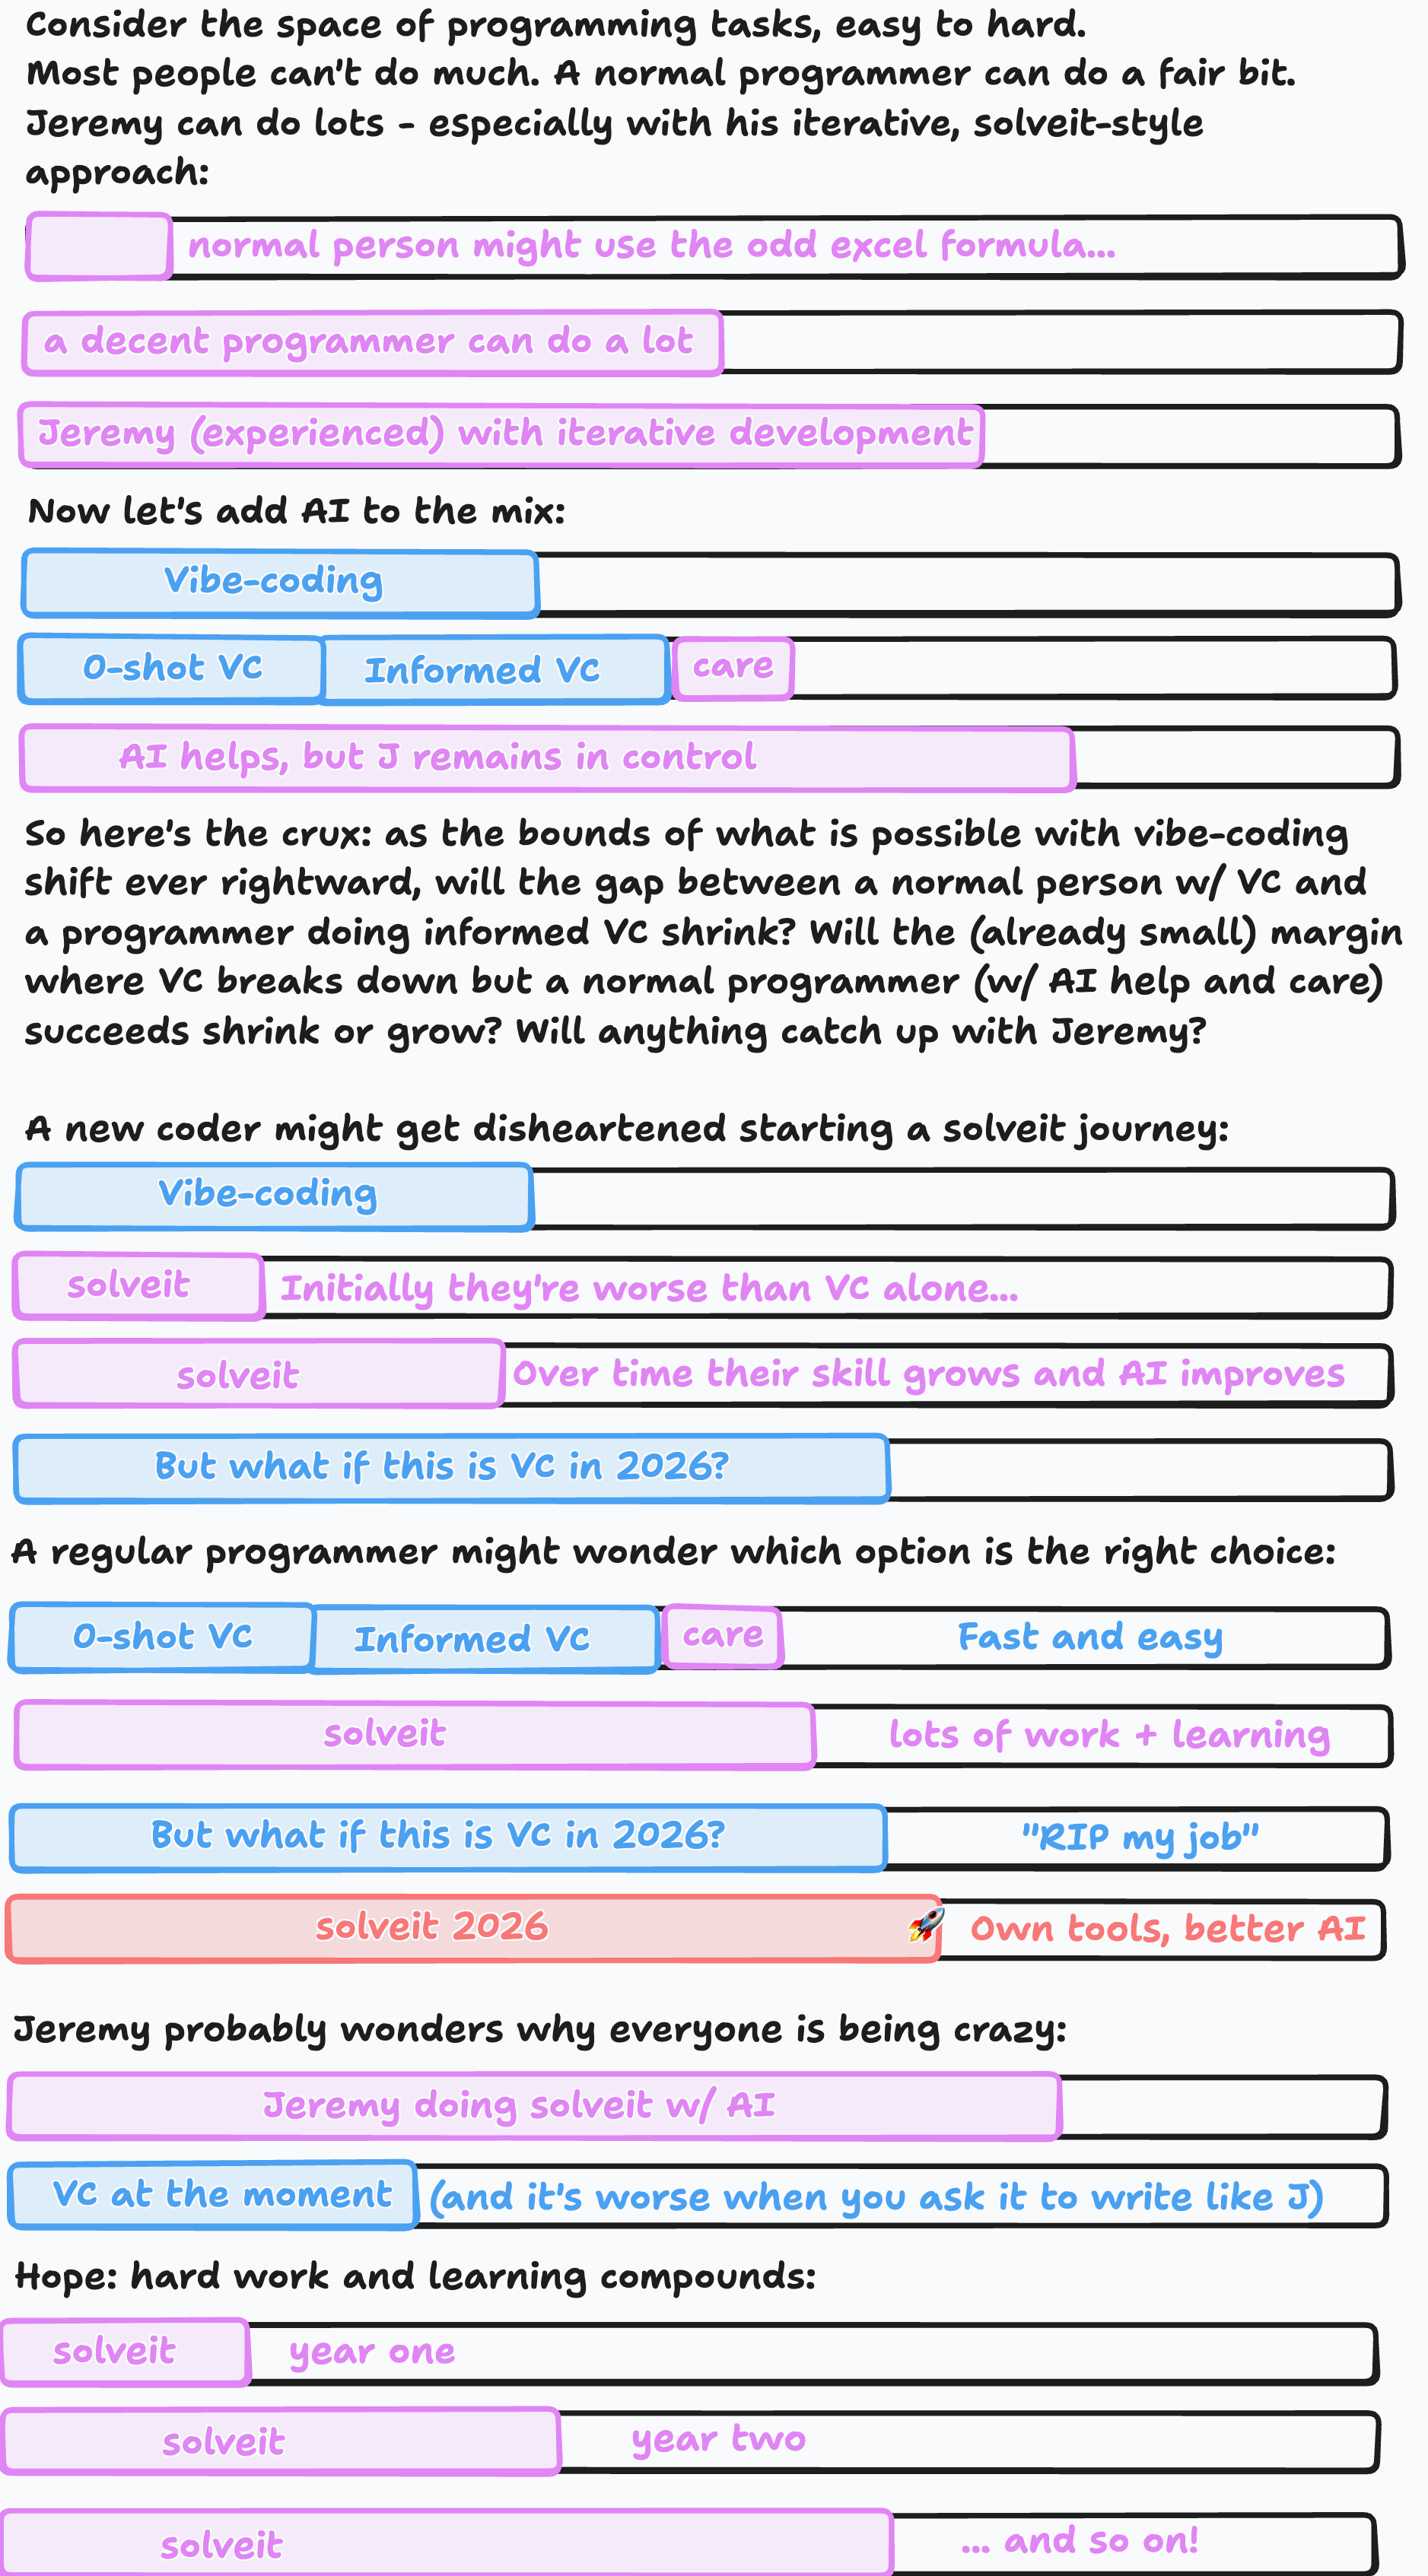 Consider the space of programming tasks, easy to hard.
Most people can't do much. A normal programmer can do a fair bit.
Jeremy can do lots - especially with his iterative, solveit-style
approach:
normal person might use the odd excel formula...
a decent programmer can do a lot
Jeremy (experienced) with iterative development
Now let's add AI to the mix:
Vibe-coding
0-shot VC Informed VC care
AI helps, but J remains in control
So here's the crux: as the bounds of what is possible with vibe-coding
shift ever rightward, will the gap between a normal person w/ VC and
a programmer doing informed VC shrink? Will the (already small) margin
where VC breaks down but a normal programmer (w/ AI help and care)
succeeds shrink or grow? Will anything catch up with Jeremy?
A new coder might get disheartened starting a solveit journey:
Vibe-coding
solveit Initially they're worse than VC alone...
solveit Over time their skill grows and AI improves
But what if this is VC in 2026?
A regular programmer might wonder which option is the right choice:
0-shot VC Informed VC care Fast and easy
solveit lots of work + learning
But what if this is VC in 2026? "RIP my job"
solveit 2026 🚀 Own tools, better AI
Jeremy probably wonders why everyone is being crazy:
Jeremy doing solveit w/ AI
VC at the moment (and it's worse when you ask it to write like J)
Hope: hard work and learning compounds:
solveit year one
solveit year two
solveit ... and so on!